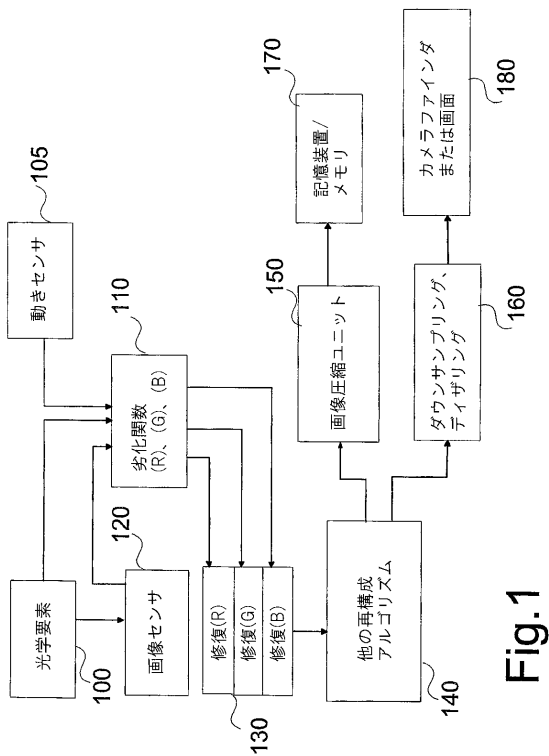 光学要素
100
画像センサ
120
動きセンサ
105
劣化関数
(R)、(G)、(B)
110
修復(R)
修復(G)
修復(B)
130
他の再構成
アルゴリズム
140
画像圧縮ユニット
150
記憶装置/
メモリ
170
ダウンサンプリング、
ディザリング
160
カメラファインダ
または画面
180
Fig.1